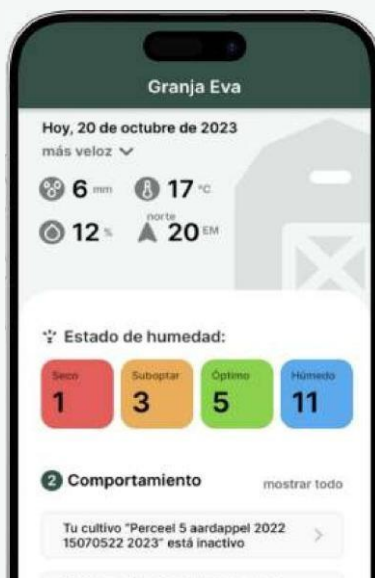 Granja Eva
Hoy, 20 de octubre de 2023
más veloz
6 mm 17 °C
norte
12 % 20 EM
Estado de humedad:
Seco Suboptar Óptimo Húmedo
1 3 5 11
2 Comportamiento mostrar todo
Tu cultivo "Perceel 5 aardappel 2022
15070522 2023" está inactivo